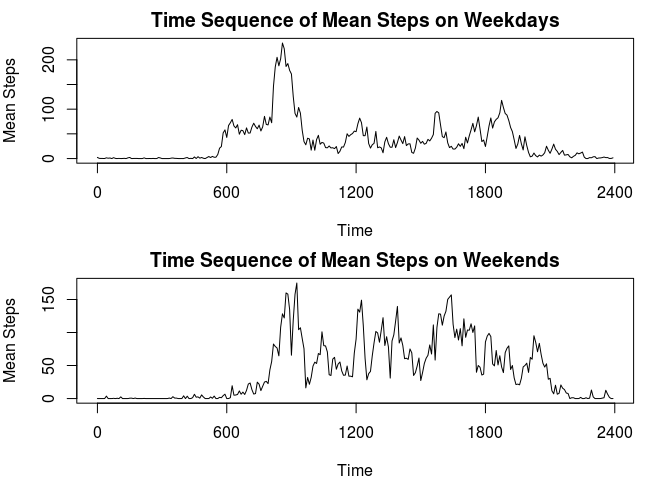 Time Sequence of Mean Steps on Weekdays
Mean Steps
200
100
0
0 600 1200 1800 2400
Time
Time Sequence of Mean Steps on Weekends
Mean Steps
150
50
0
0 600 1200 1800 2400
Time